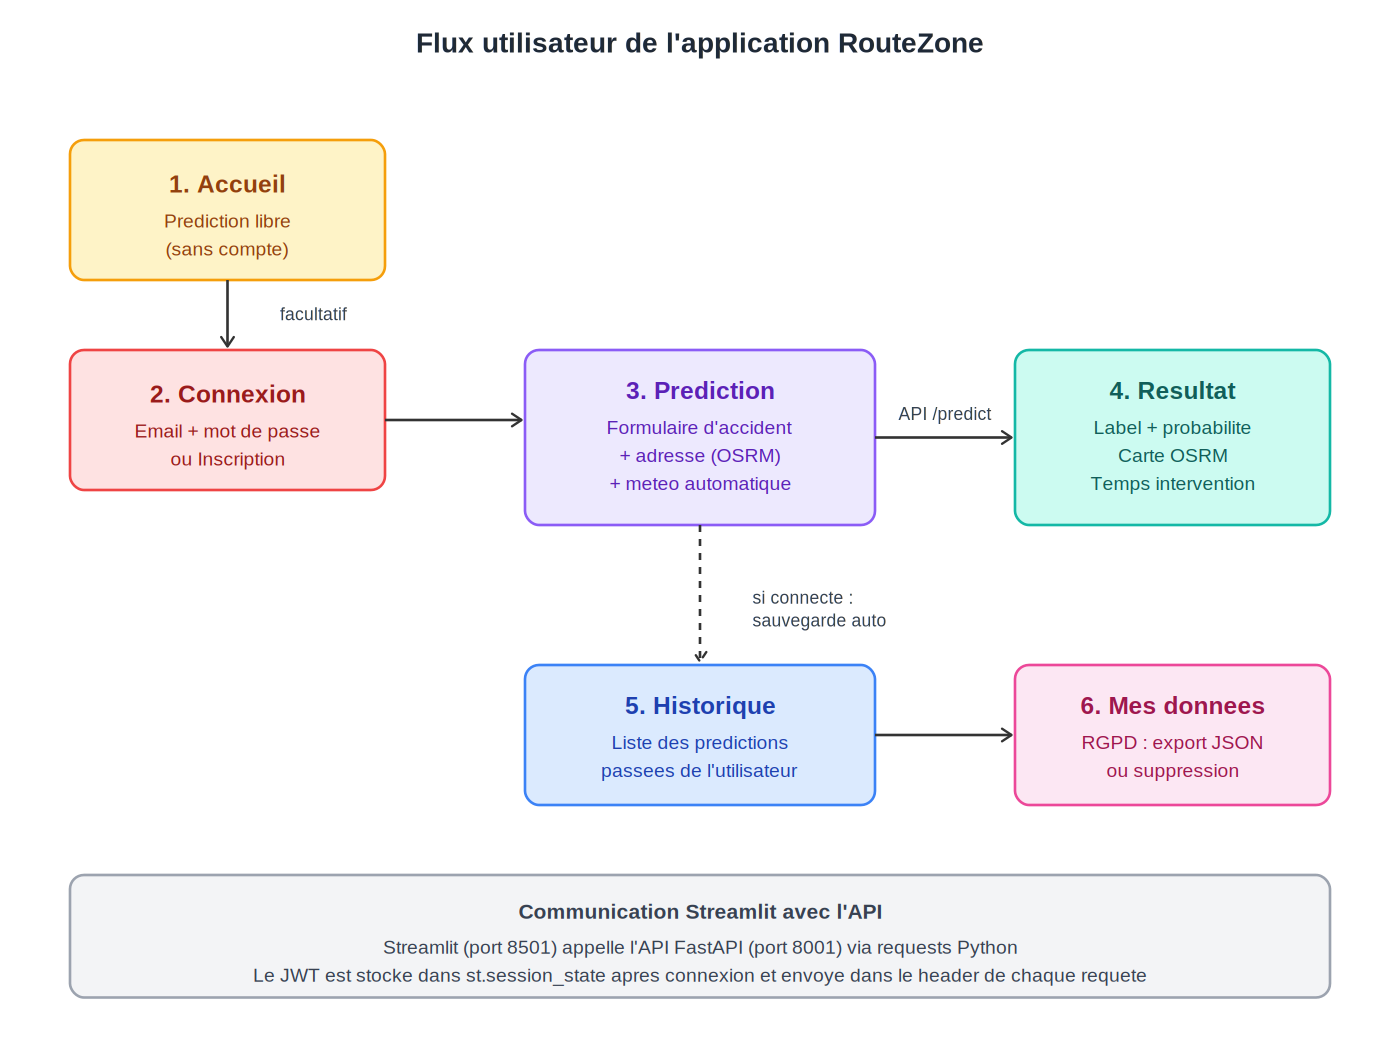 Flux utilisateur de l'application RouteZone
1. Accueil
Prediction libre
(sans compte)
facultatif
2. Connexion
Email + mot de passe
ou Inscription
3. Prediction
Formulaire d'accident
+ adresse (OSRM)
+ meteo automatique
API /predict
4. Resultat
Label + probabilite
Carte OSRM
Temps intervention
si connecte :
sauvegarde auto
5. Historique
Liste des predictions
passees de l'utilisateur
6. Mes donnees
RGPD : export JSON
ou suppression
Communication Streamlit avec l'API
Streamlit (port 8501) appelle l'API FastAPI (port 8001) via requests Python
Le JWT est stocke dans st.session_state apres connexion et envoye dans le header de chaque requete